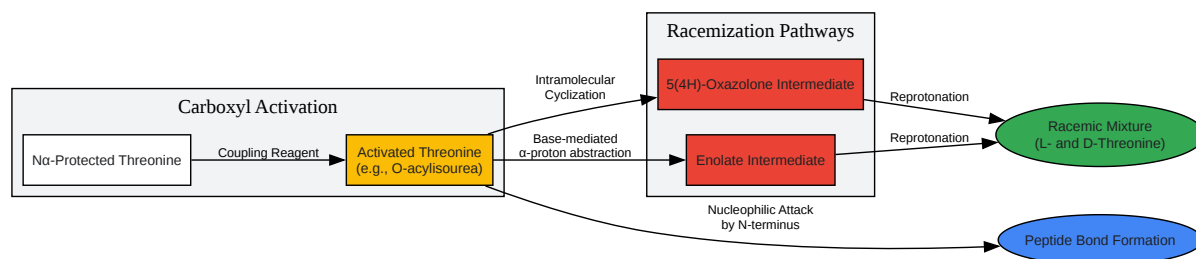 Racemization Pathways
Carboxyl Activation
Nα-Protected Threonine
Coupling Reagent
Activated Threonine
(e.g., O-acylisourea)
Intramolecular
Cyclization
Base-mediated
α-proton abstraction
5(4H)-Oxazolone Intermediate
Enolate Intermediate
Reprotonation
Reprotonation
Racemic Mixture
(L- and D-Threonine)
Nucleophilic Attack
by N-terminus
Peptide Bond Formation